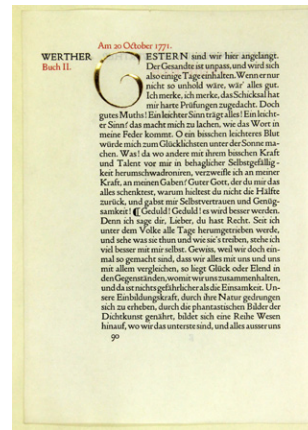 Am 20 October 1771.
WERTHER
Buch II.
GESTERN sind wir hier angelangt.
Der Gesandte ist unpass, und wird sich
also einige Tage einhalten. Wenn er nur
nicht so unhold wäre, wär' alles gut.
Ich merke, ich merke, das Schicksal hat
mir harte Prüfungen zugedacht. Doch
gutes Muths! Ein leichter Sinn trägt alles! Ein leicht-
er Sinn? das macht mich zu lachen, wie das Wort in
meine Feder kommt. O ein bisschen leichteres Blut
würde mich zum Glücklichsten unter der Sonne ma-
chen. Was! da wo andere mit ihrem bisschen Kraft
und Talent vor mir in behaglicher Selbstgefällig-
keit herumschwadroniren, verzweifle ich an meiner
Kraft, an meinen Gaben? Guter Gott, der du mir das
alles schenktest, warum hieltest du nicht die Hälfte
zurück, und gabst mir Selbstvertrauen und Genüg-
samkeit! ¶ Geduld! Geduld! es wird besser werden.
Denn ich sage dir, Lieber, du hast Recht. Seit ich
unter dem Volke alle Tage herumgetrieben werde,
und sehe was sie thun und wie sie's treiben, stehe ich
viel besser mit mir selbst. Gewiss, weil wir doch ein-
mal so gemacht sind, dass wir alles mit uns und uns
mit allem vergleichen, so liegt Glück oder Elend in
den Gegenständen, womit wir uns zusammenhalten,
und da ist nichts gefährlicher als die Einsamkeit. Un-
sere Einbildungskraft, durch ihre Natur gedrungen
sich zu erheben, durch die phantastischen Bilder der
Dichtkunst genährt, bildet sich eine Reihe Wesen
hinauf, wo wir das unterste sind, und alles ausser uns
90